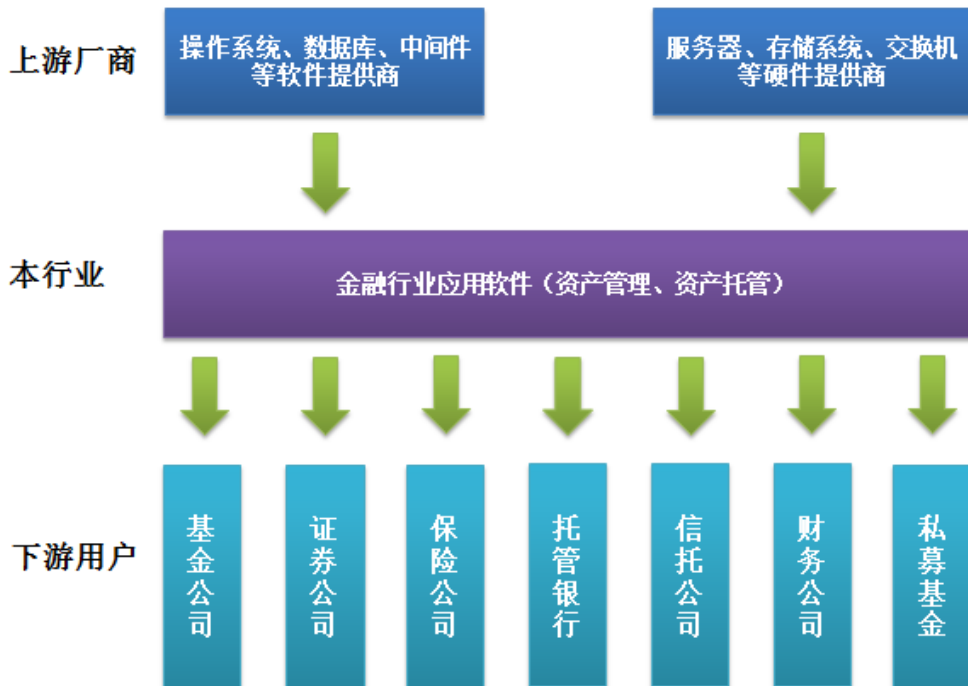 上游厂商
操作系统、数据库、中间件
等软件提供商
服务器、存储系统、交换机
等硬件提供商
本行业
金融行业应用软件（资产管理、资产托管）
下游用户
基金公司
证券公司
保险公司
托管银行
信托公司
财务公司
私募基金